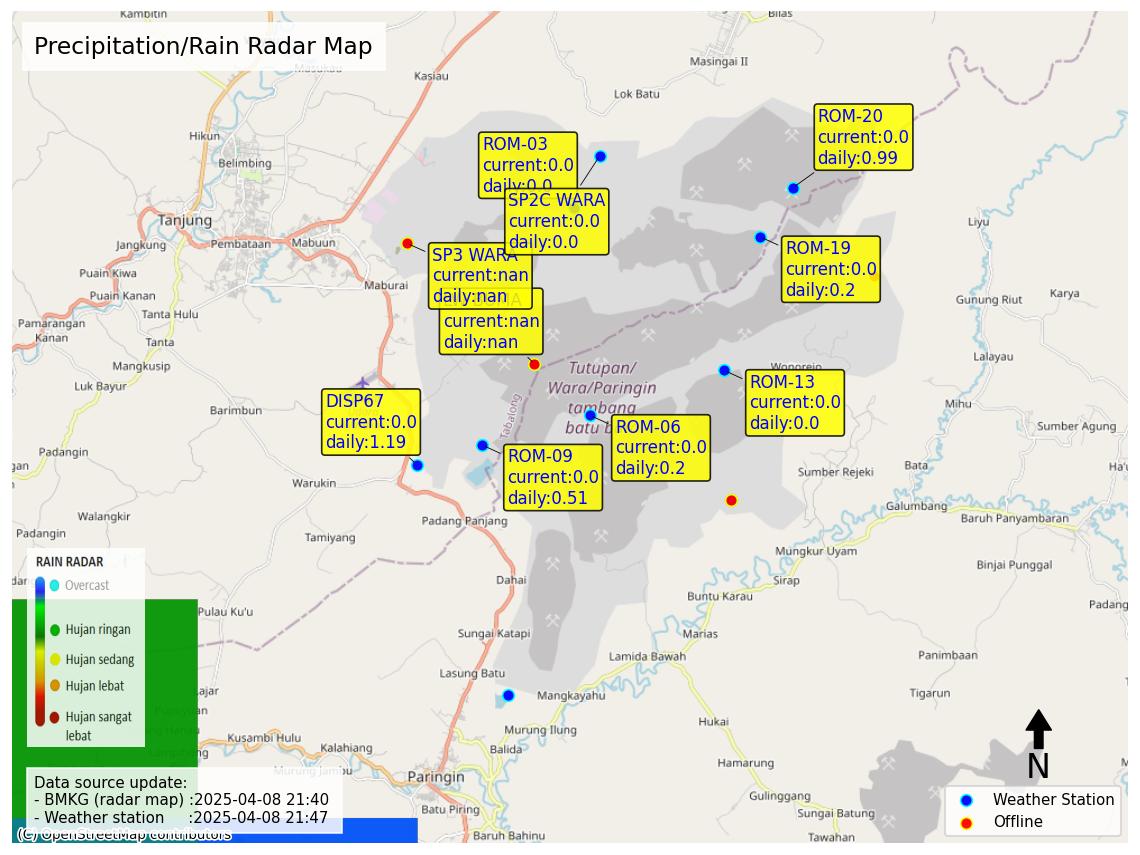 Kambitin
Bilas
Precipitation/Rain Radar Map
Masukau
Masingai II
Kasiau
Lok Batu
ROM-20
current:0.0
daily:0.99
Hikun
Belimbing
ROM-03
current:0.0
daily:0.0
SP2C WARA
current:0.0
daily:0.0
Tanjung
Jangkung
Pembataan
Mabuun
Liyu
SP3 WARA
current:nan
daily:nan
ROM-19
current:0.0
daily:0.2
Puain Kiwa
Maburai
Puain Kanan
Gunung Riut
Karya
Tanta Hulu
current:nan
daily:nan
Pamarangan
Kanan
Tanta
Mangkusip
Lalayau
Tutupan/
Wara/Paringin
tambang
batu b
Wonorejo
Luk Bayur
ROM-13
current:0.0
daily:0.0
DISP67
current:0.0
daily:1.19
Barimbun
Mihu
Tabalong
ROM-06
current:0.0
daily:0.2
Sumber Agung
ROM-09
current:0.0
daily:0.51
gan
Padangin
Warukin
Sumber Rejeki
Bata
Galumbang
Baruh Panyambaran
Walangkir
Padang Panjang
Padangin
Tamiyang
Mungkur Uyam
Binjai Punggal
RAIN RADAR
Overcast
Hujan ringan
Hujan sedang
Hujan lebat
Hujan sangat
lebat
Dahai
Sirap
Buntu Karau
Pulau Ku'u
Padang
Sungai Katapi
Marias
Lamida Bawah
Panimbaan
Lasung Batu
Lajar
Mangkayahu
Tigarun
Hukai
Murung Ilung
Kusambi Hulu
Kalahiang
Balida
Hamarung
Murung Jambu
Paringin
N
Data source update:
- BMKG (radar map) :2025-04-08 21:40
- Weather station :2025-04-08 21:47
Gulinggang
Batu Piring
Sungai Batung
Weather Station
Offline
(C) OpenStreetMap contributors
Baruh Bahinu
Tawahan
Mu